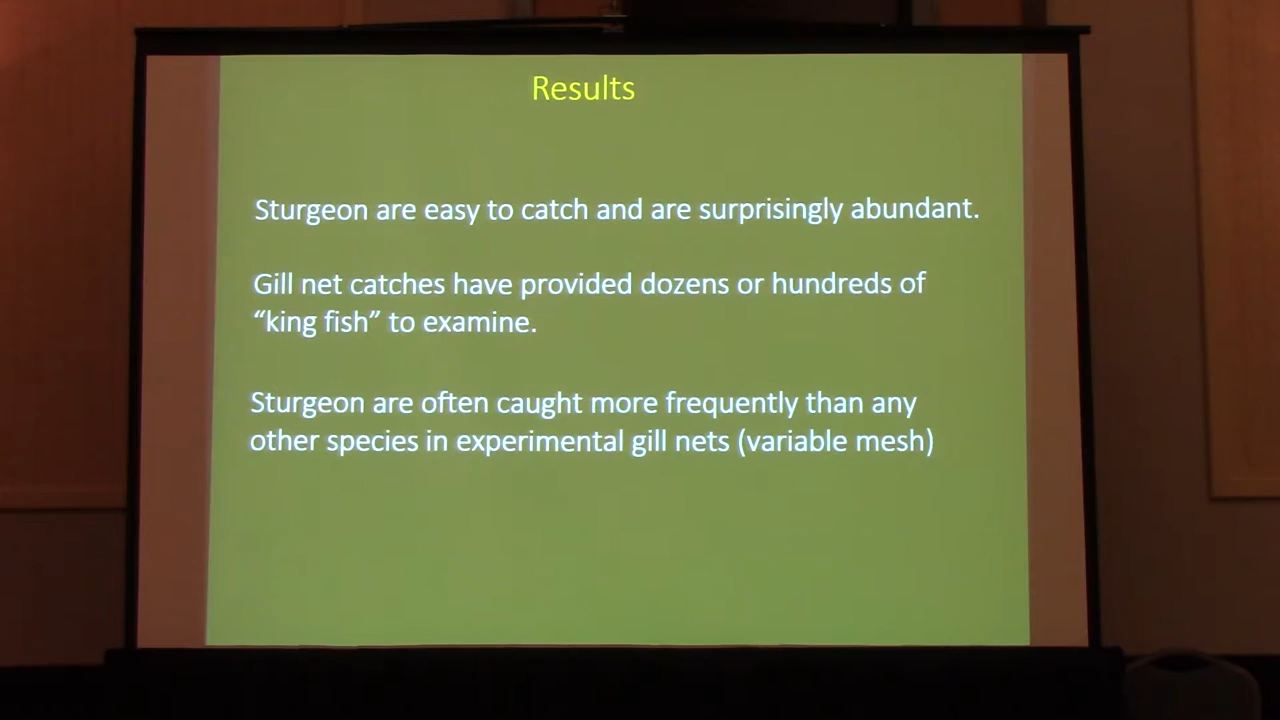 Results
Sturgeon are easy to catch and are surprisingly abundant.
Gill net catches have provided dozens or hundreds of
“king fish” to examine.
Sturgeon are often caught more frequently than any
other species in experimental gill nets (variable mesh)